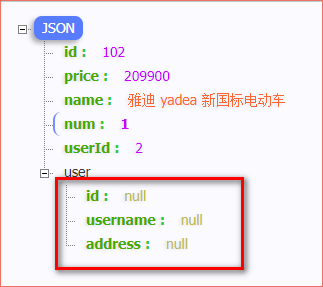 JSON
id : 102
price : 209900
name : 雅迪 yadea 新国标电动车
num : 1
userId : 2
user
id : null
username : null
address : null